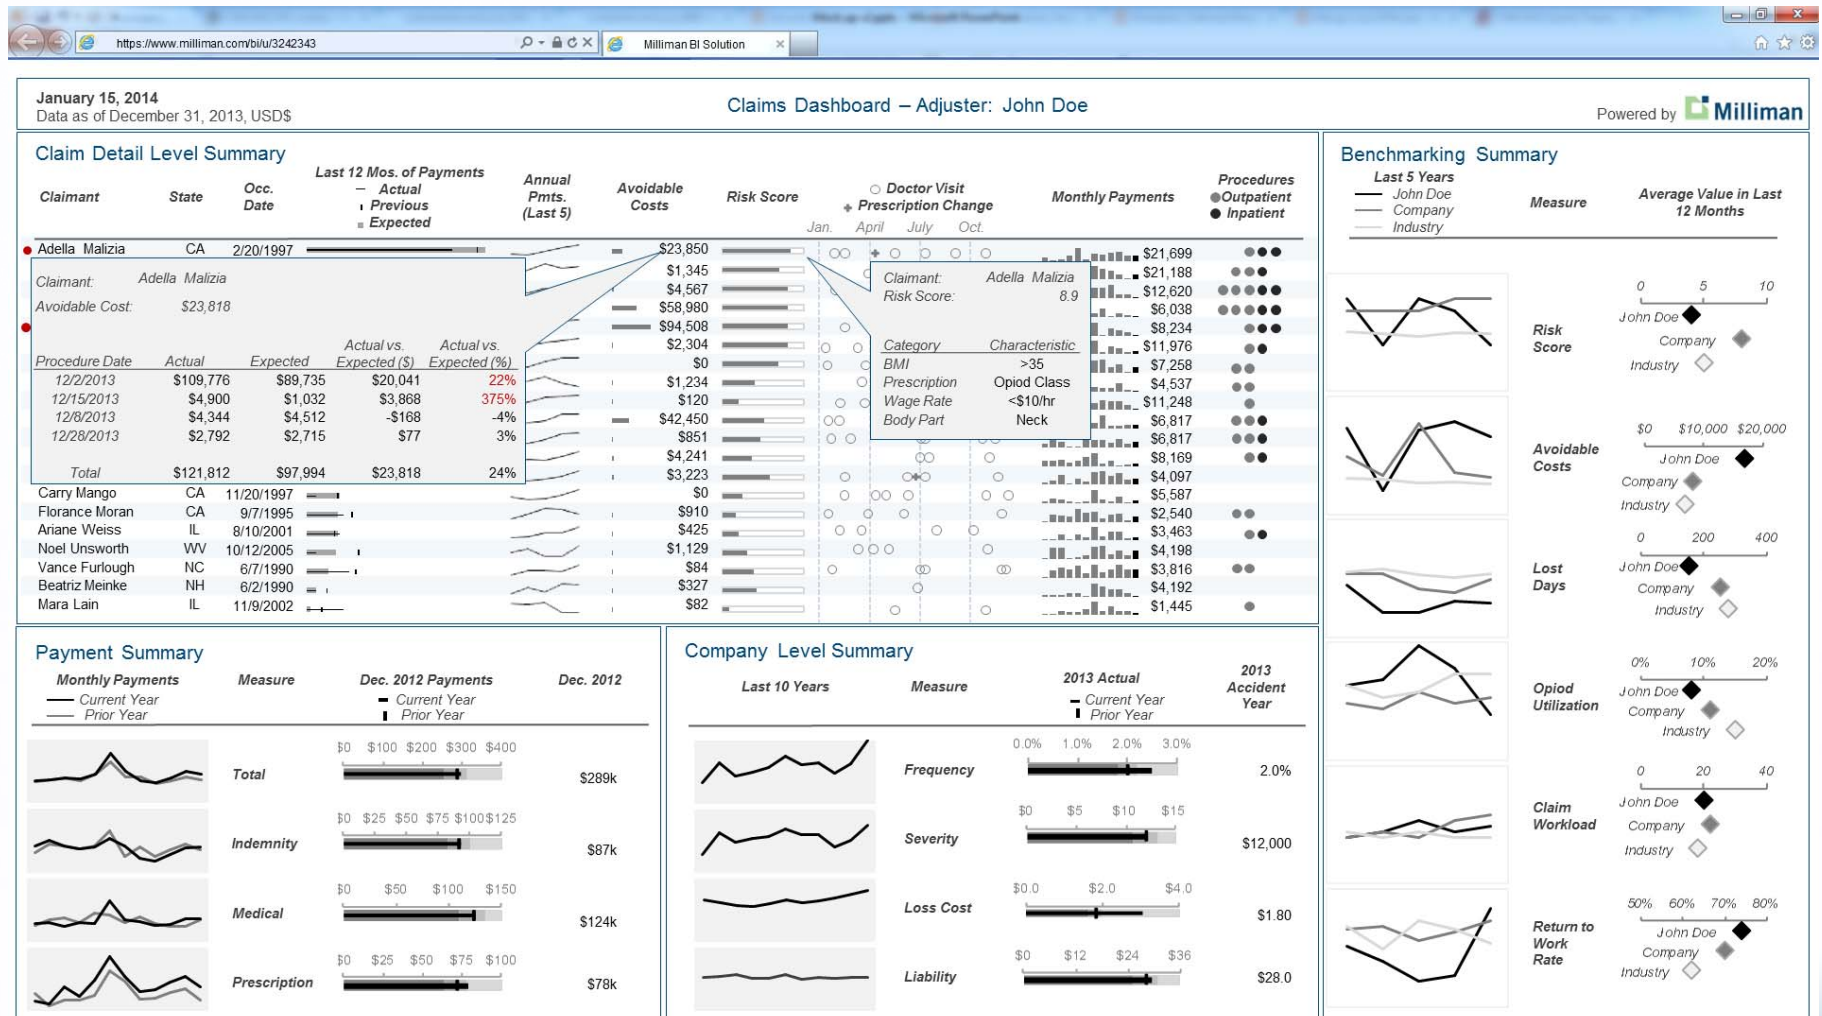 https://www.milliman.com/bi/u/3242343
Milliman BI Solution
January 15, 2014
Data as of December 31, 2013, USD$
Claims Dashboard – Adjuster: John Doe
Powered by Milliman
Claim Detail Level Summary
Claimant
State
Occ. Date
Last 12 Mos. of Payments
Actual
Previous
Expected
Annual Pmts. (Last 5)
Avoidable Costs
Risk Score
Doctor Visit
Prescription Change
Jan. April July Oct.
Monthly Payments
Procedures
Outpatient
Inpatient
Adella Malizia CA 2/20/1997 $23,850 $21,699
$1,345 $21,188
$4,567 $12,620
$58,980 $6,038
$94,508 $8,234
$2,304 $11,976
$0 $7,258
$1,234 $4,537
$120 $11,248
$42,450 $6,817
$851 $6,817
$4,241 $8,169
$3,223 $4,097
Carry Mango CA 11/20/1997 $0 $5,587
Florance Moran CA 9/7/1995 $910 $2,540
Ariane Weiss IL 8/10/2001 $425 $3,463
Noel Unsworth WV 10/12/2005 $1,129 $4,198
Vance Furlough NC 6/7/1990 $84 $3,816
Beatriz Meinke NH 6/2/1990 $327 $4,192
Mara Lain IL 11/9/2002 $82 $1,445
Claimant: Adella Malizia
Avoidable Cost: $23,818
Actual vs. Actual vs.
Procedure Date Actual Expected Expected ($) Expected (%)
12/2/2013 $109,776 $89,735 $20,041 22%
12/15/2013 $4,900 $1,032 $3,868 375%
12/8/2013 $4,344 $4,512 -$168 -4%
12/28/2013 $2,792 $2,715 $77 3%
Total $121,812 $97,994 $23,818 24%
Claimant: Adella Malizia
Risk Score: 8.9
Category Characteristic
BMI >35
Prescription Opiod Class
Wage Rate <$10/hr
Body Part Neck
Benchmarking Summary
Last 5 Years
John Doe
Company
Industry
Measure
Average Value in Last
12 Months
Risk
Score
0 5 10
John Doe
Company
Industry
Avoidable
Costs
$0 $10,000 $20,000
John Doe
Company
Industry
Lost
Days
0 200 400
John Doe
Company
Industry
Opiod
Utilization
0% 10% 20%
John Doe
Company
Industry
Claim
Workload
0 20 40
John Doe
Company
Industry
Return to
Work
Rate
50% 60% 70% 80%
John Doe
Company
Industry
Payment Summary
Monthly Payments
Current Year
Prior Year
Measure
Dec. 2012 Payments
Current Year
Prior Year
Dec. 2012
$0 $100 $200 $300 $400
Total $289k
$0 $25 $50 $75 $100 $125
Indemnity $87k
$0 $50 $100 $150
Medical $124k
$0 $25 $50 $75 $100
Prescription $78k
Company Level Summary
Last 10 Years
Measure
2013 Actual
Current Year
Prior Year
2013
Accident
Year
0.0% 1.0% 2.0% 3.0%
Frequency 2.0%
$0 $5 $10 $15
Severity $12,000
$0.0 $2.0 $4.0
Loss Cost $1.80
$0 $12 $24 $36
Liability $28.0